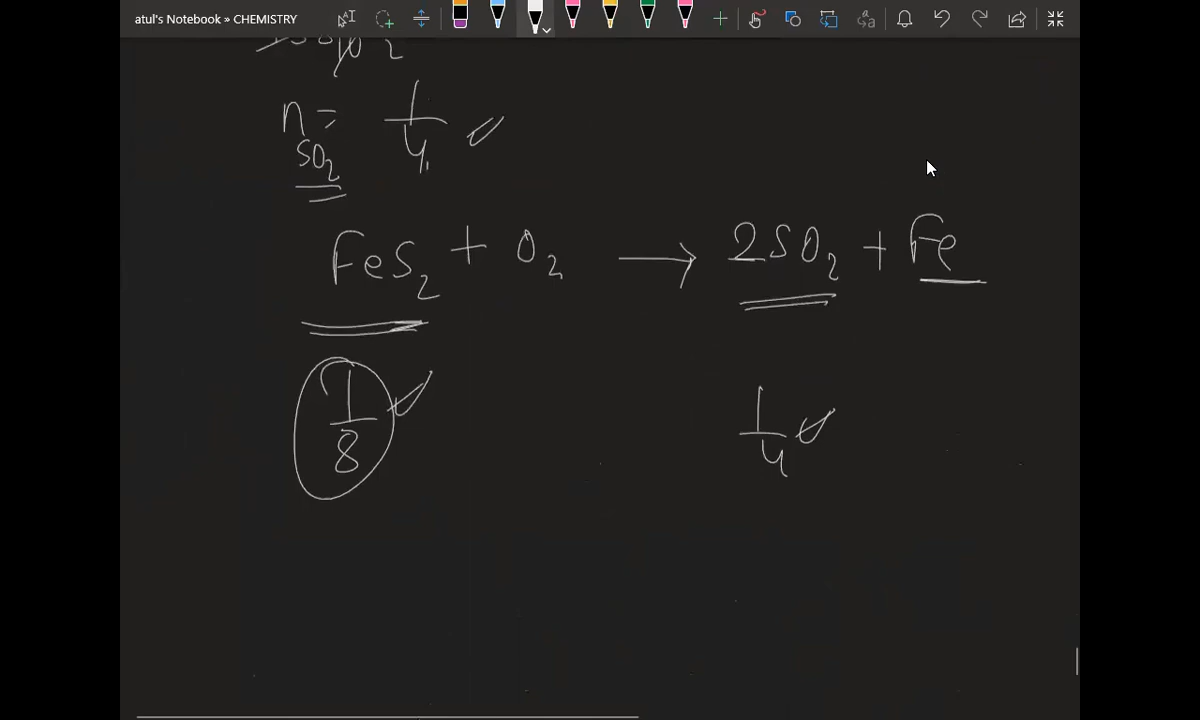 atul's Notebook » CHEMISTRY
n = 1/4
SO2
FeS2 + O2 → 2SO2 + Fe
1/8 1/4